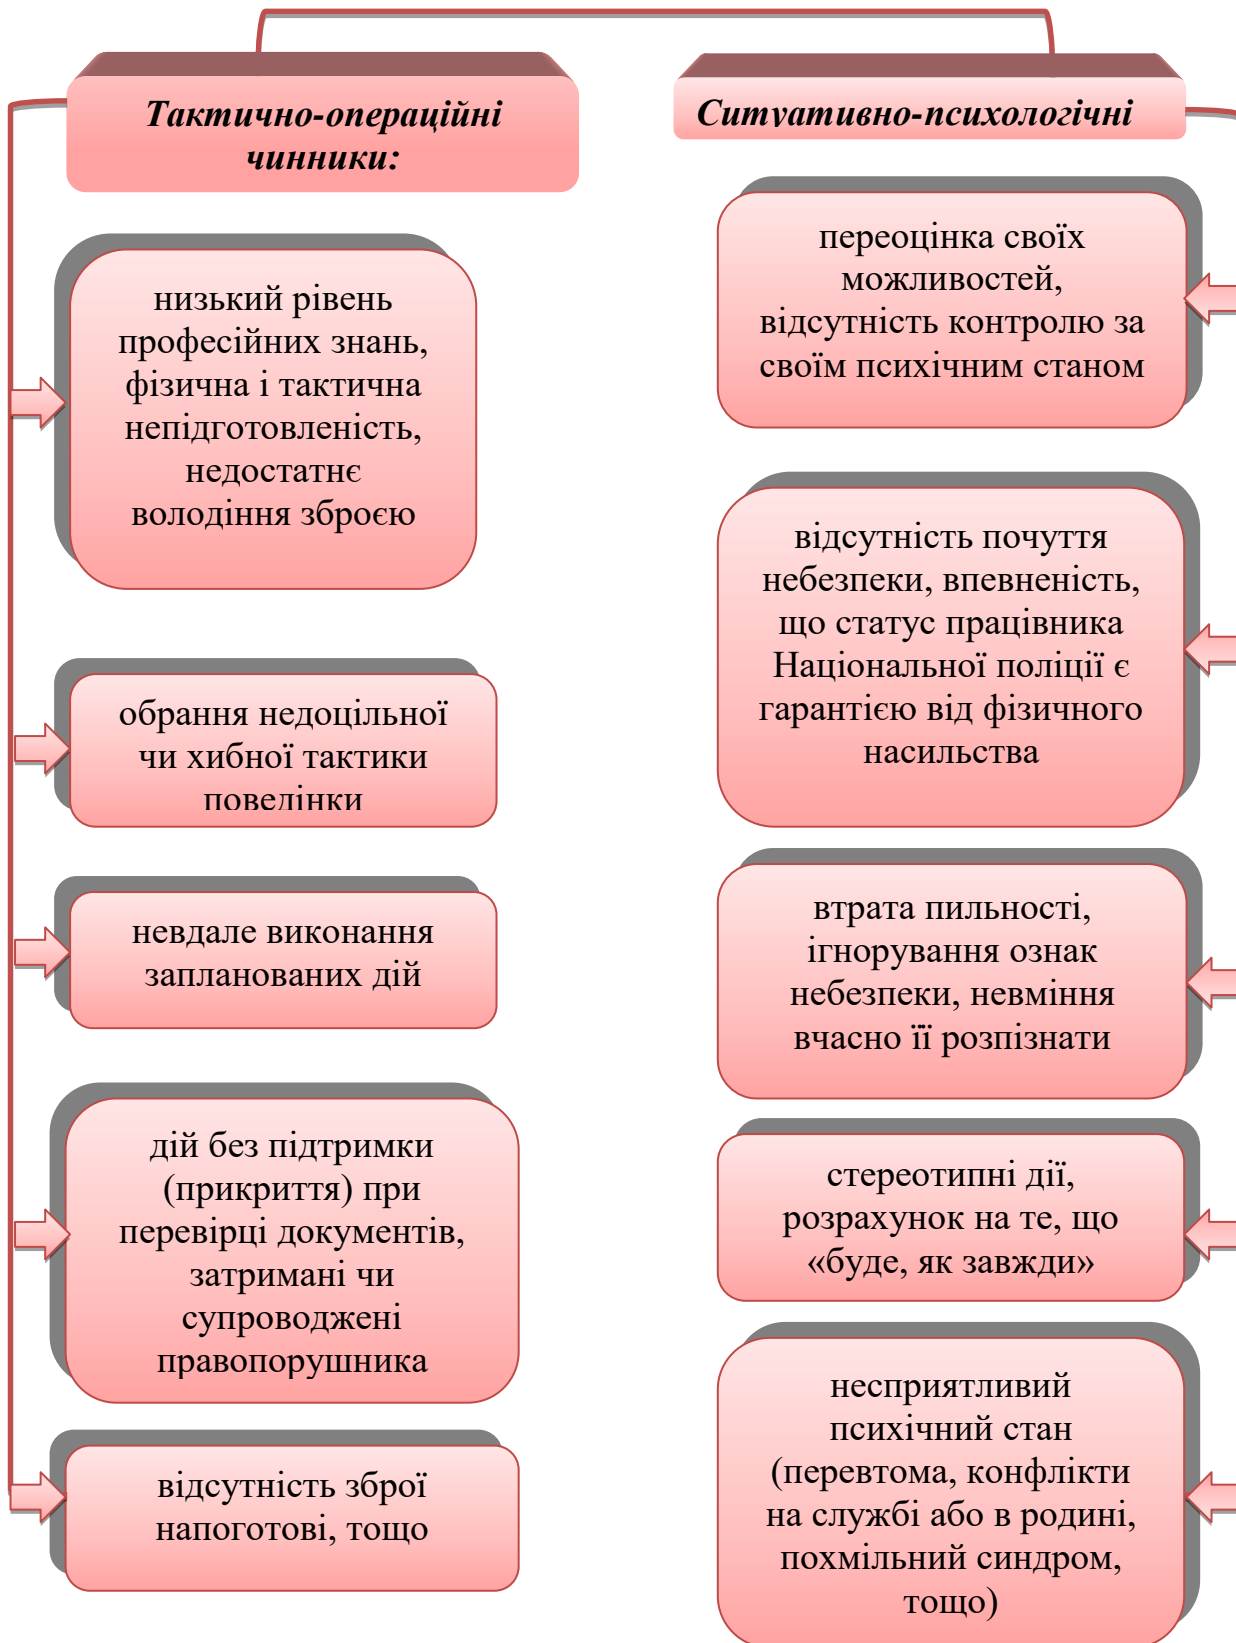 Тактично-операційні
чинники:
низький рівень
професійних знань,
фізична і тактична
непідготовленість,
недостатнє
володіння зброєю
обрання недоцільної
чи хибної тактики
поведінки
невдале виконання
запланованих дій
дій без підтримки
(прикриття) при
перевірці документів,
затримані чи
супроводжені
правопорушника
відсутність зброї
напоготові, тощо
Ситуативно-психологічні
переоцінка своїх
можливостей,
відсутність контролю за
своїм психічним станом
відсутність почуття
небезпеки, впевненість,
що статус працівника
Національної поліції є
гарантією від фізичного
насильства
втрата пильності,
ігнорування ознак
небезпеки, невміння
вчасно її розпізнати
стереотипні дії,
розрахунок на те, що
«буде, як завжди»
несприятливий
психічний стан
(перевтома, конфлікти
на службі або в родині,
похмільний синдром,
тощо)